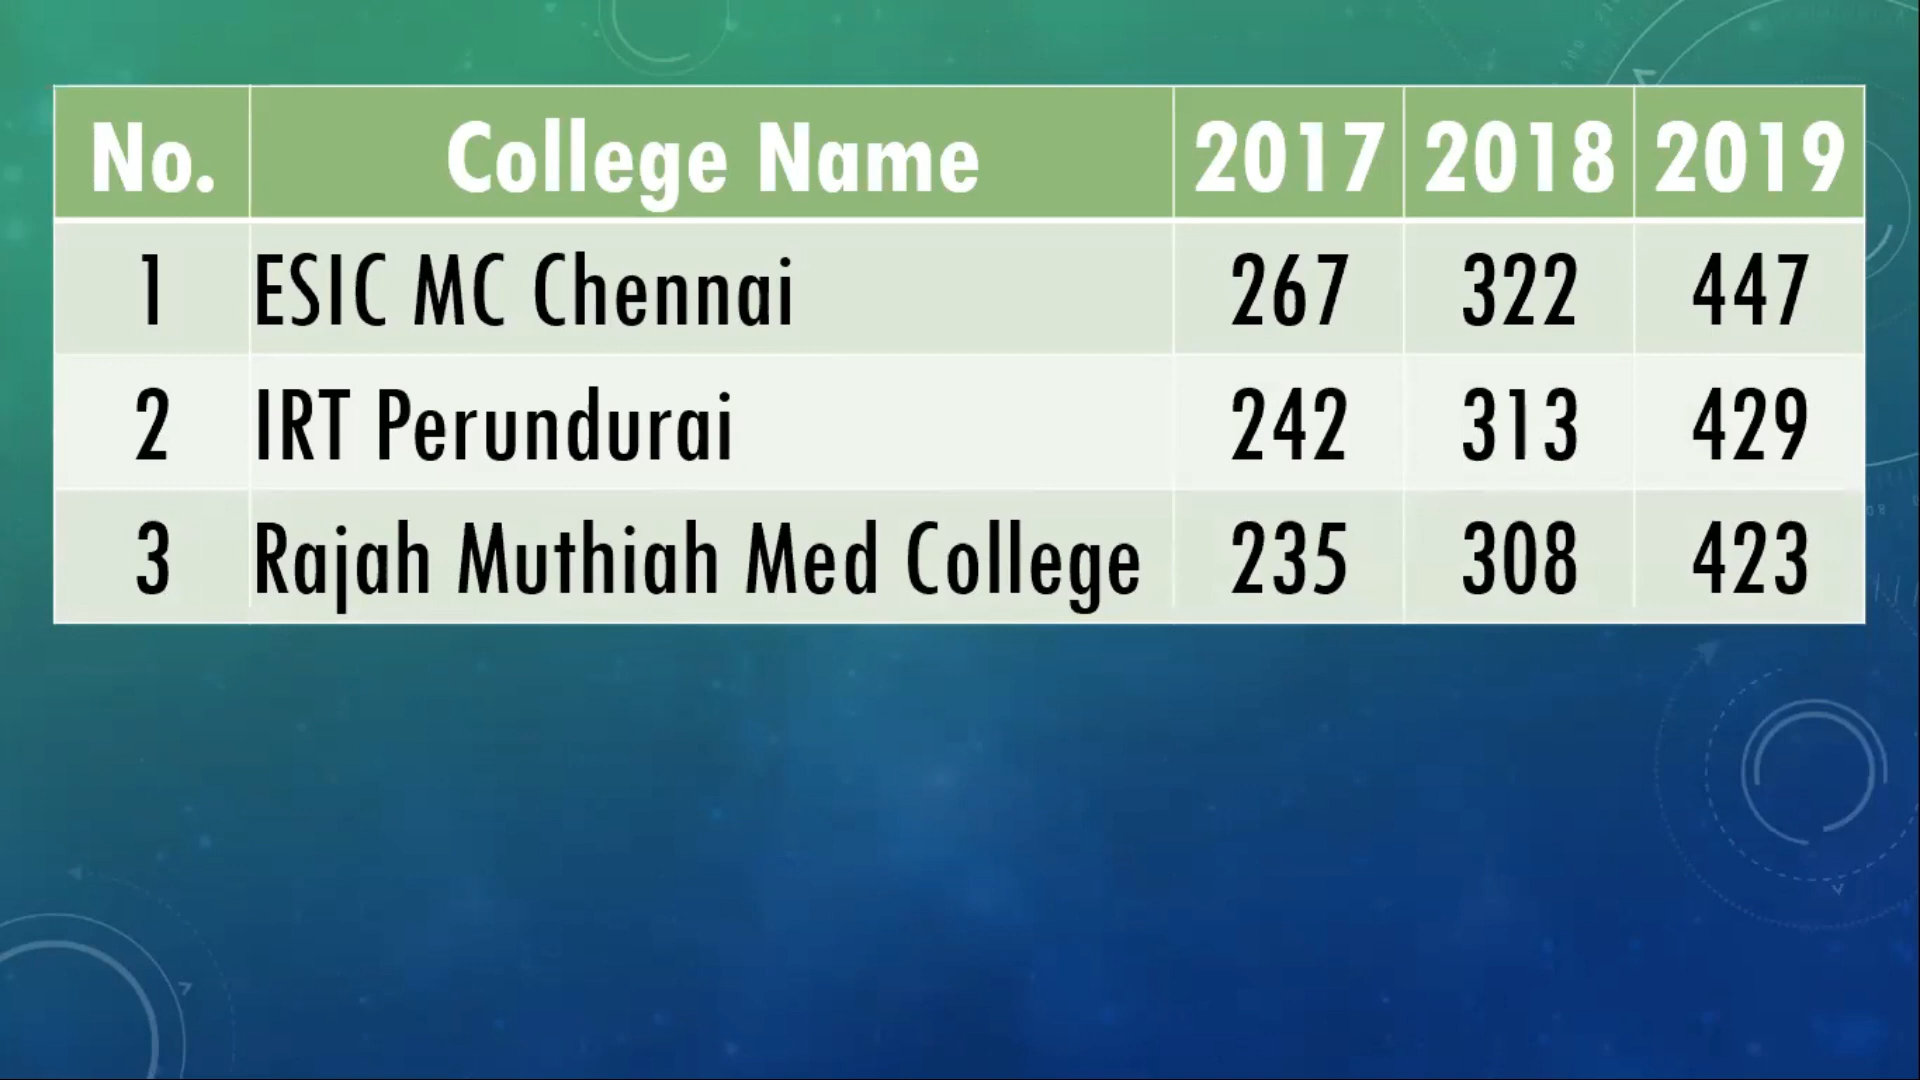 No. College Name 2017 2018 2019
1 ESIC MC Chennai 267 322 447
2 IRT Perundurai 242 313 429
3 Rajah Muthiah Med College 235 308 423